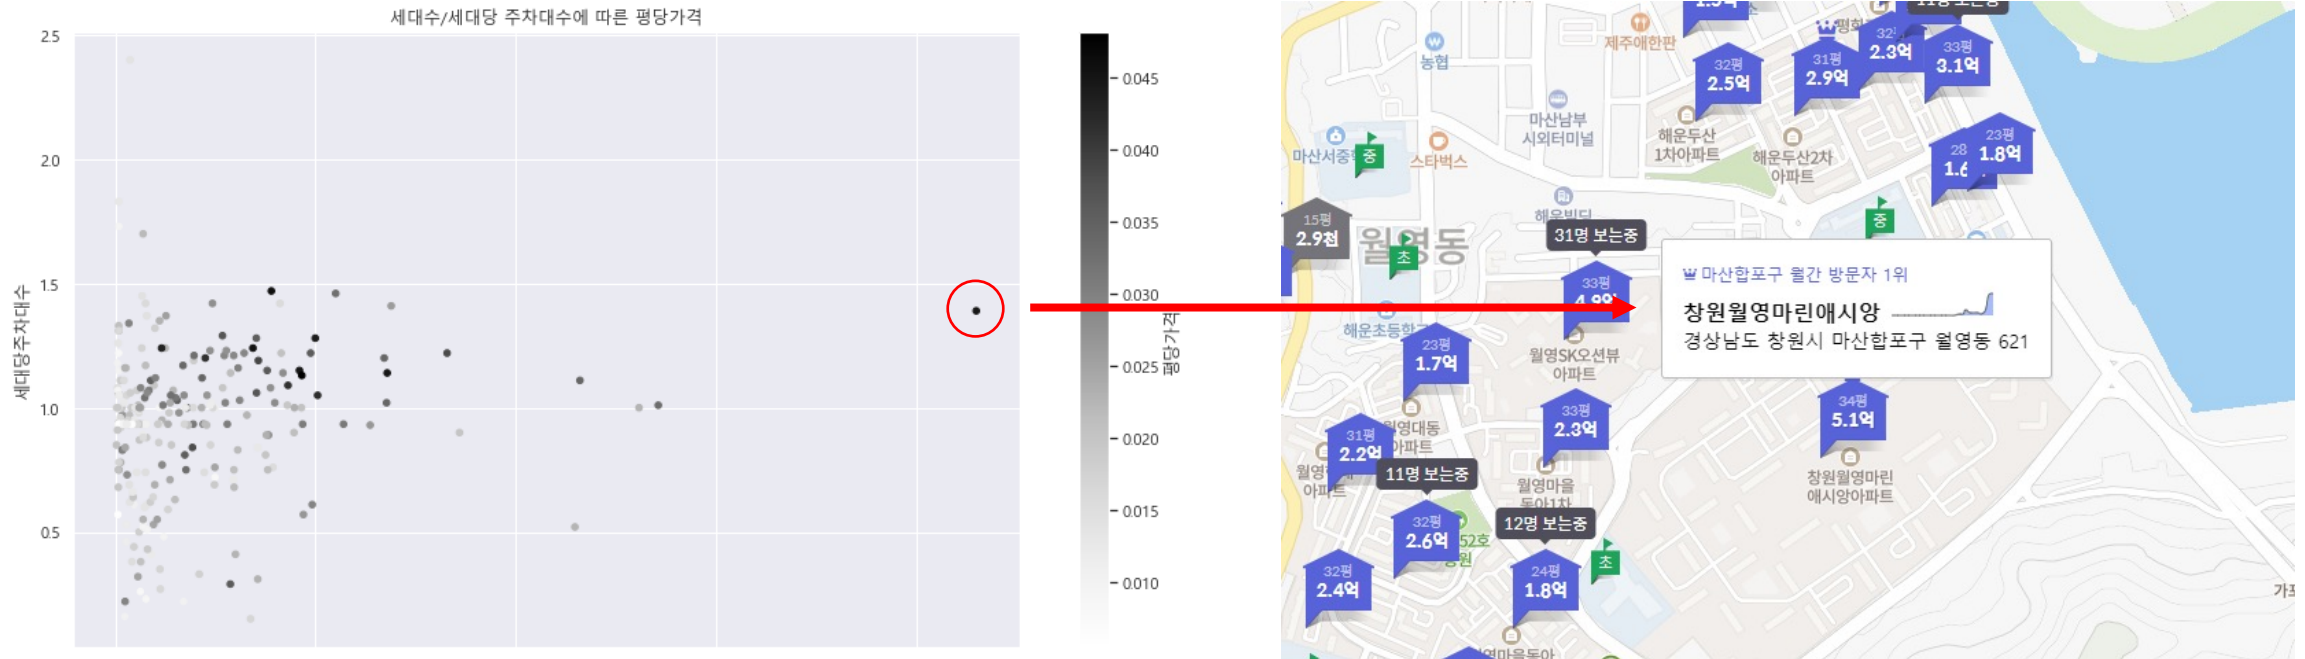 세대수/세대당 주차대수에 따른 평당가격
2.5
2.0
1.5
1.0
0.5
세대당주차대수
0.045
0.040
0.035
0.030
0.025
0.020
0.015
0.010
평당가격
농협
제주애한판
32평
2.5억
31평
2.9억
2.3억
33평
3.1억
마산남부
시외터미널
해운두산
1차아파트
해운두산2차
아파트
중
스타벅스
28
23평
1.8억
15평
2.9천
월영동
초
중
31명 보는중
33평
마산합포구 월간 방문자 1위
창원월영마린애시앙
경상남도 창원시 마산합포구 월영동 621
23평
1.7억
월영SK오션뷰
아파트
33평
2.3억
34평
5.1억
31평
2.2억
11명 보는중
월영마을
창원월영마린
애시앙아파트
32평
2.6억
12명 보는중
초
32평
2.4억
24평
1.8억